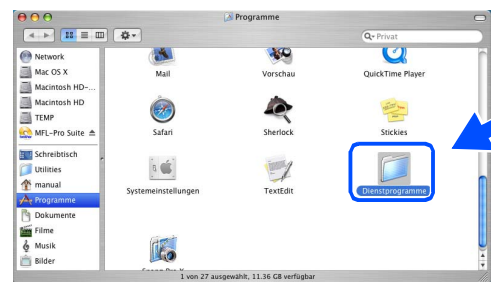 Programme
Privat
Network
Mac OS X
Macintosh HD-...
Macintosh HD
TEMP
MFL-Pro Suite
Schreibtisch
Utilities
manual
Programme
Dokumente
Filme
Musik
Bilder
Mail
Vorschau
QuickTime Player
Safari
Sherlock
Stickies
Systemeinstellungen
TextEdit
Dienstprogramme
1 von 27 ausgewählt, 11.36 GB verfügbar